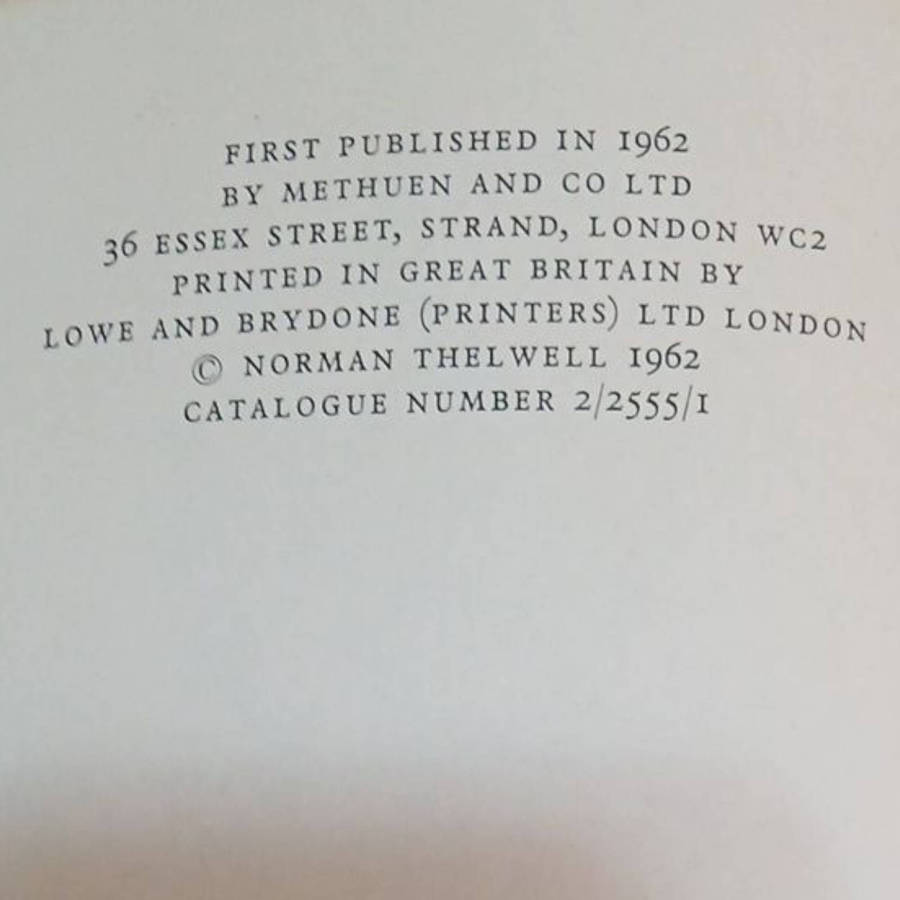 FIRST PUBLISHED IN 1962
BY METHUEN AND CO LTD
36 ESSEX STREET, STRAND, LONDON WC2
PRINTED IN GREAT BRITAIN BY
LOWE AND BRYDONE (PRINTERS) LTD LONDON
© NORMAN THELWELL 1962
CATALOGUE NUMBER 2/2555/1